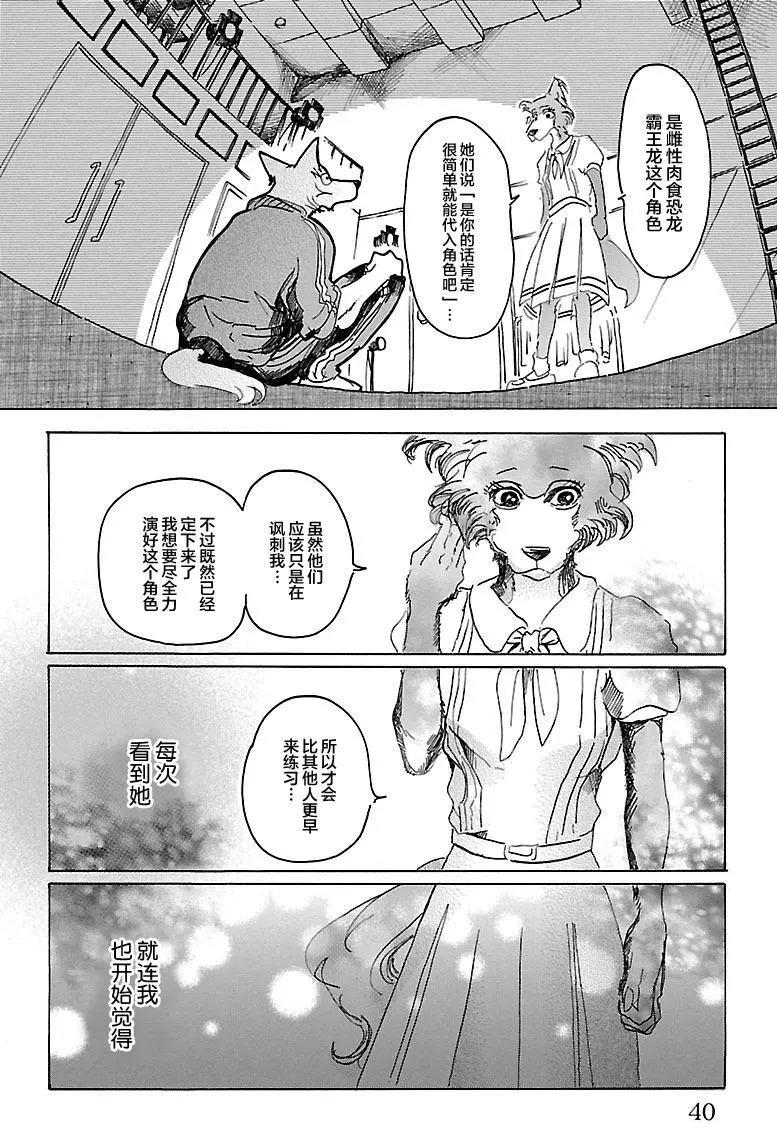 是雌性肉食恐龙
霸王龙这个角色
她们说「是你的话肯定
很简单就能代入角色吧」…
虽然他们
应该只是在
讽刺我…
不过既然已经
定下来了
我想要尽全力
演好这个角色
所以才会
比其他人更早
来练习…
每次
看到她
就连我
也开始觉得
40